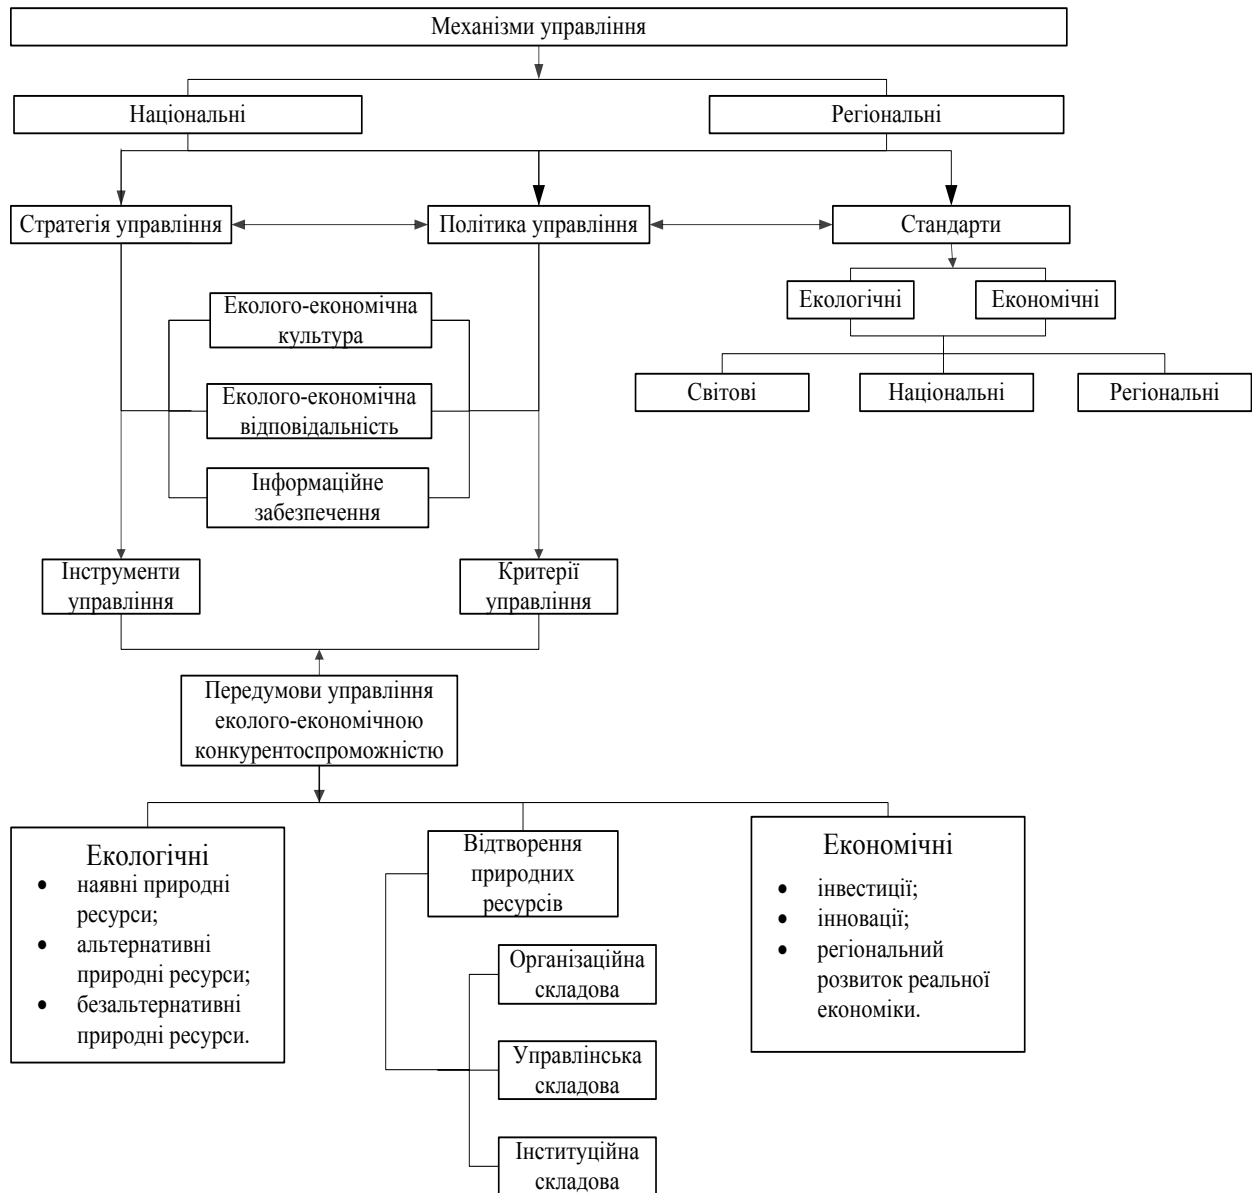 Механізми управління
Національні
Регіональні
Стратегія управління
Політика управління
Стандарти
Екологічні
Економічні
Світові
Національні
Регіональні
Еколого-економічна
культура
Еколого-економічна
відповідальність
Інформаційне
забезпечення
Інструменти
управління
Критерії
управління
Передумови управління
еколого-економічною
конкурентоспроможністю
Екологічні
• наявні природні
ресурси;
• альтернативні
природні ресурси;
• безальтернативні
природні ресурси.
Відтворення
природних
ресурсів
Організаційна
складова
Управлінська
складова
Інституційна
складова
Економічні
• інвестиції;
• інновації;
• регіональний
розвиток реальної
економіки.